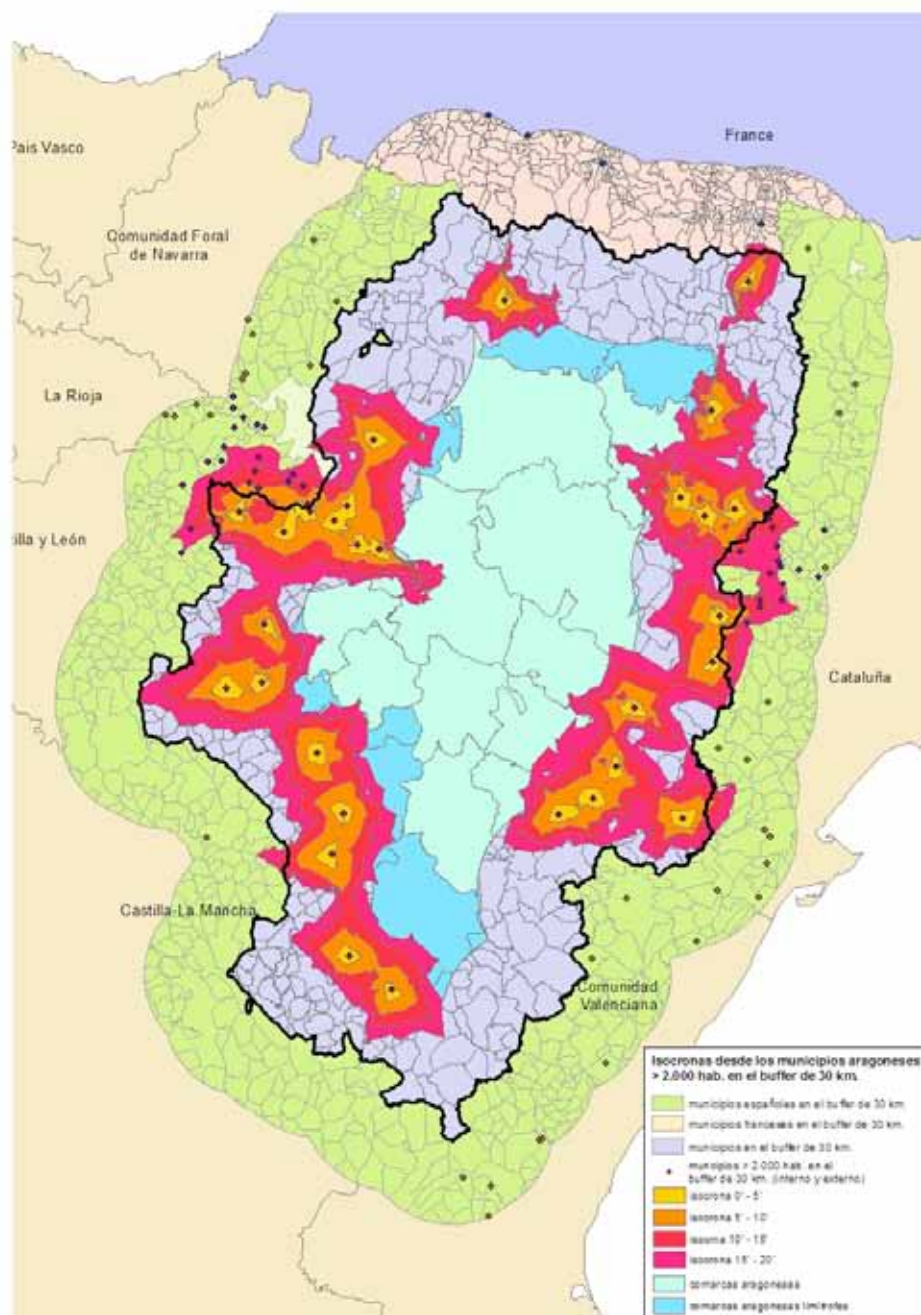 France
Pais Vasco
Comunidad Foral
de Navarra
La Rioja
tilla y León
Cataluña
Castilla-La Mancha
Comunidad
Valenciana
Isocronas desde los municipios aragoneses
> 2.000 hab. en el buffer de 30 km.
municipios españoles en el buffer de 30 km.
municipios franceses en el buffer de 30 km.
municipios en el buffer de 30 km.
municipios > 2.000 hab. en el
buffer de 30 km. (interno y externo)
isocrona 0' - 5'
isocrona 5' - 10'
isocrona 10' - 15'
isocrona 15' - 20'
comarcas aragonesas
comarcas aragonesas limítrofes